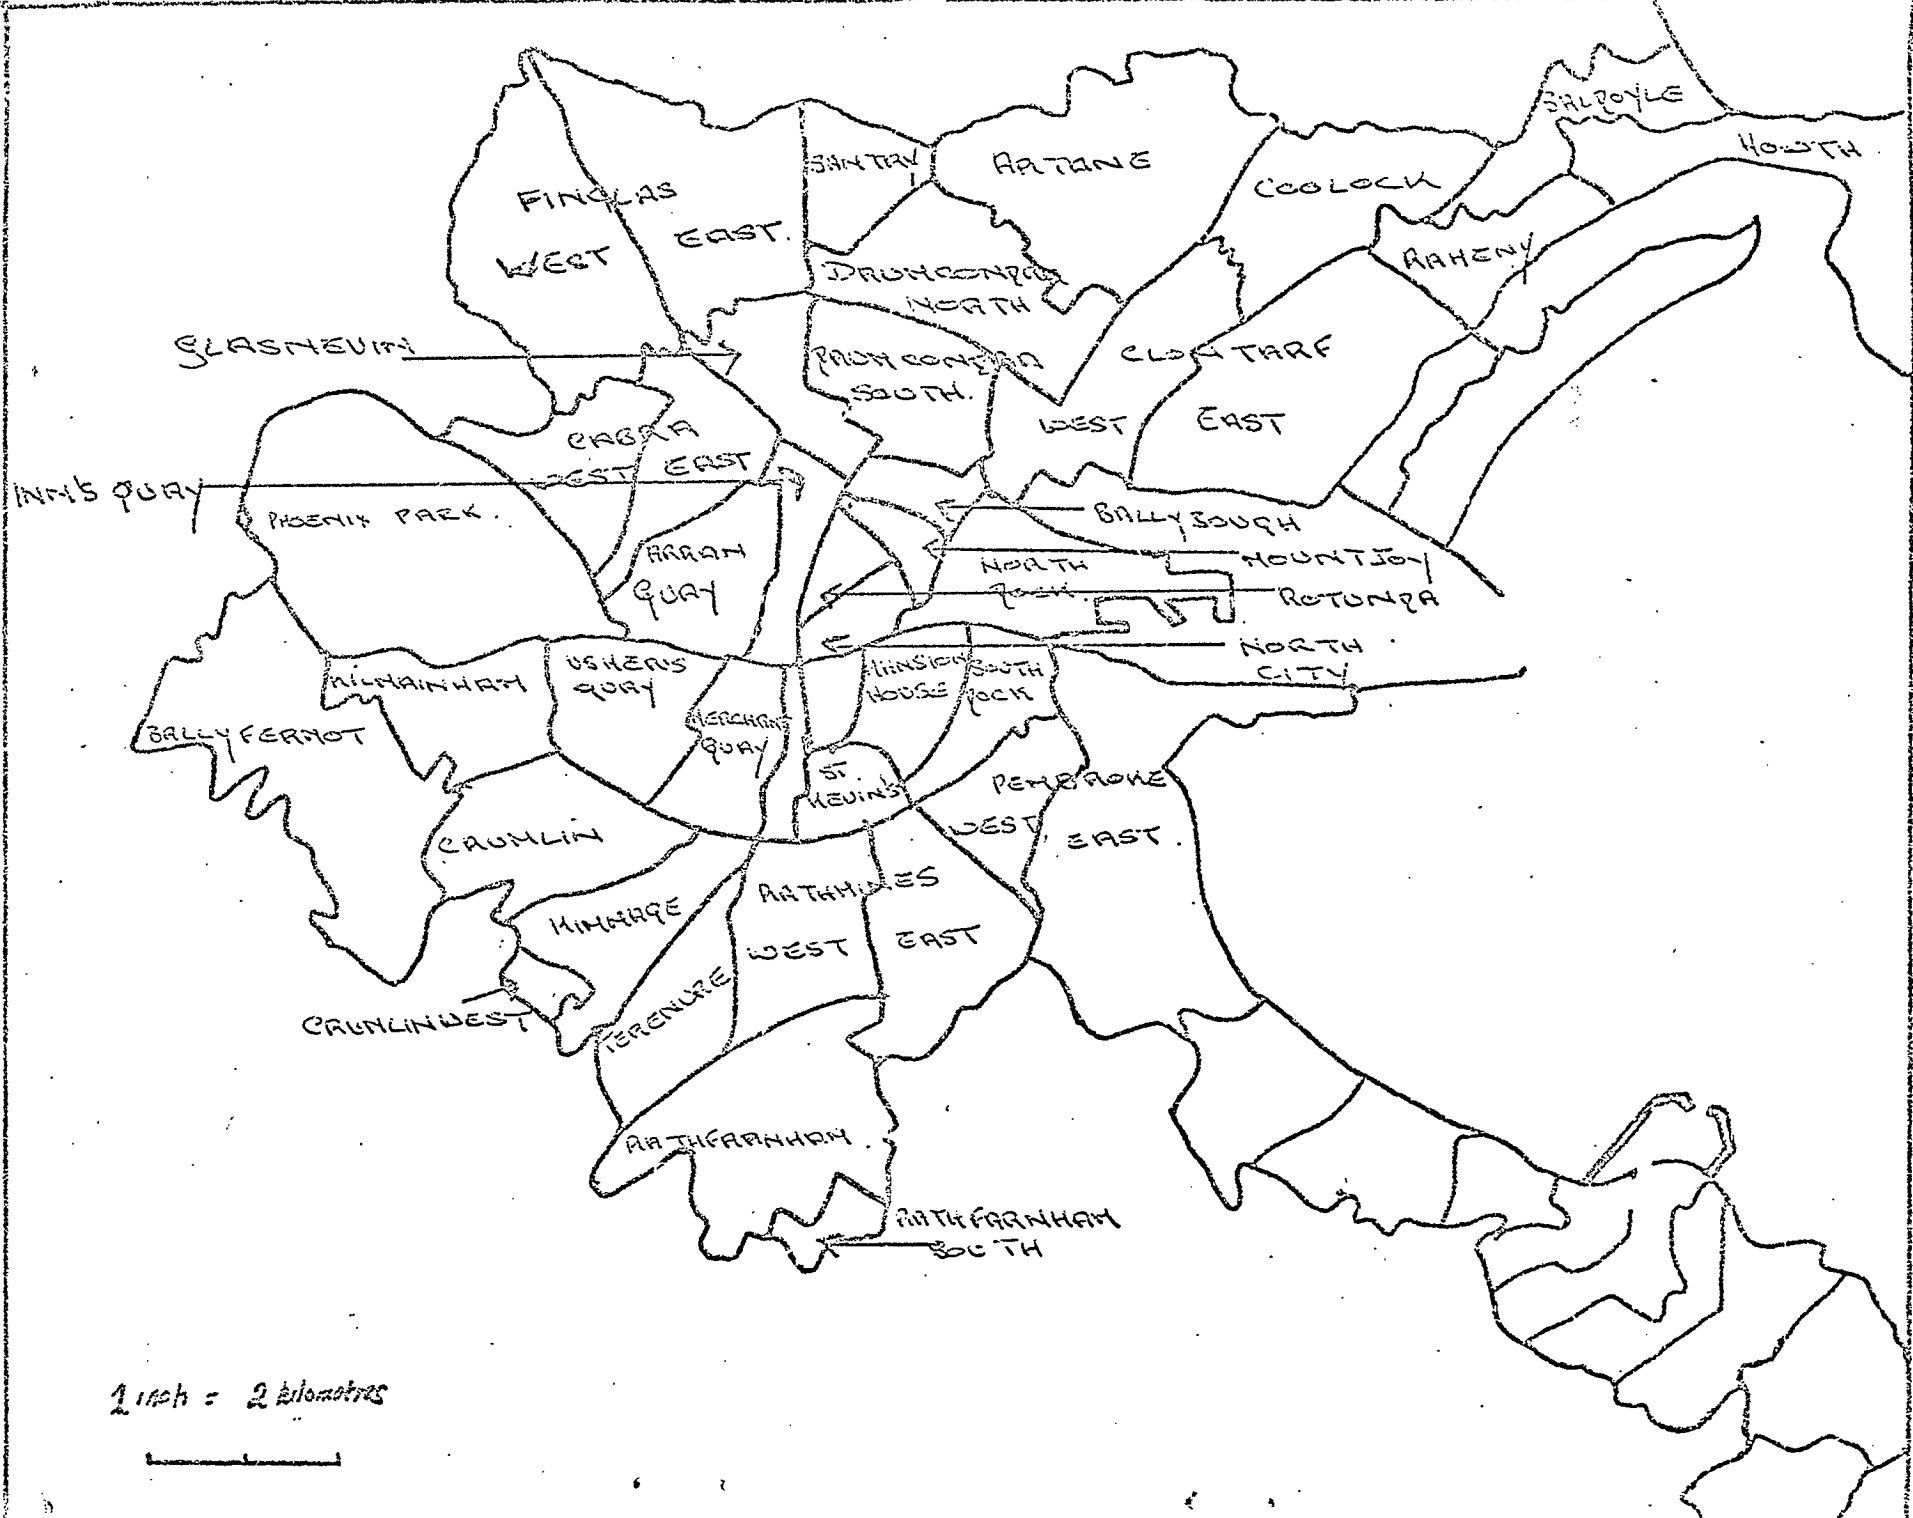 BALDOYLE
HOWTH
SANTRY
ARTANE
COOLOCK
FINGLAS
WEST
EAST.
RAHENY
DRUMCONDRA
NORTH
GLASNEVIN
DRUMCONDRA
SOUTH.
CLONTARF
WEST
EAST
CABRA
WEST EAST
INN'S QUAY
PHOENIX PARK.
BALLYBOUGH
ARRAN
QUAY
NORTH
DOCK.
MOUNTJOY
ROTUNDA
NORTH
CITY
KILMAINHAM
USHERS
QUAY
MANSION
HOUSE
SOUTH
DOCK
MERCHANTS
QUAY
BALLYFERMOT
ST.
KEVIN'S
PEMBROKE
WEST
EAST.
CRUMLIN
RATHMINES
WEST
EAST
KIMMAGE
TERENURE
CRUMLIN WEST
RATHFARNHAM.
RATHFARNHAM
SOUTH
1 inch = 2 kilometres